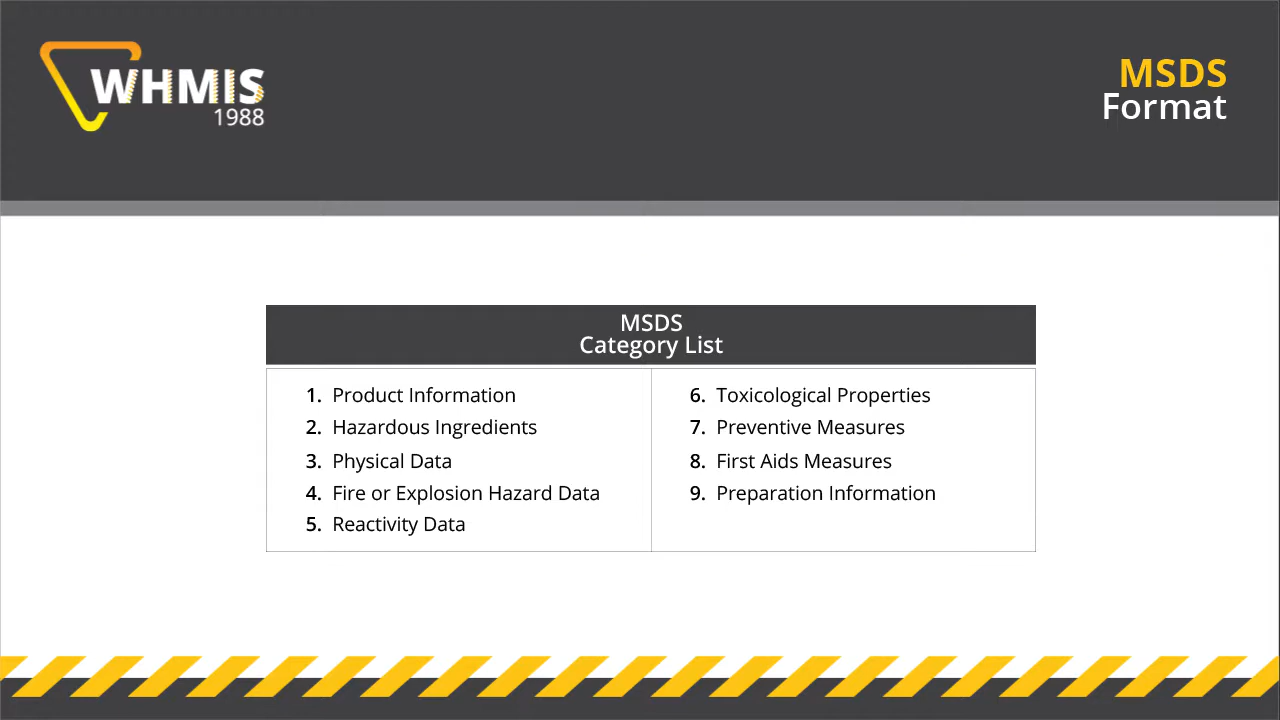 WHMIS
1988
MSDS
Format
MSDS
Category List
1. Product Information
2. Hazardous Ingredients
3. Physical Data
4. Fire or Explosion Hazard Data
5. Reactivity Data
6. Toxicological Properties
7. Preventive Measures
8. First Aids Measures
9. Preparation Information